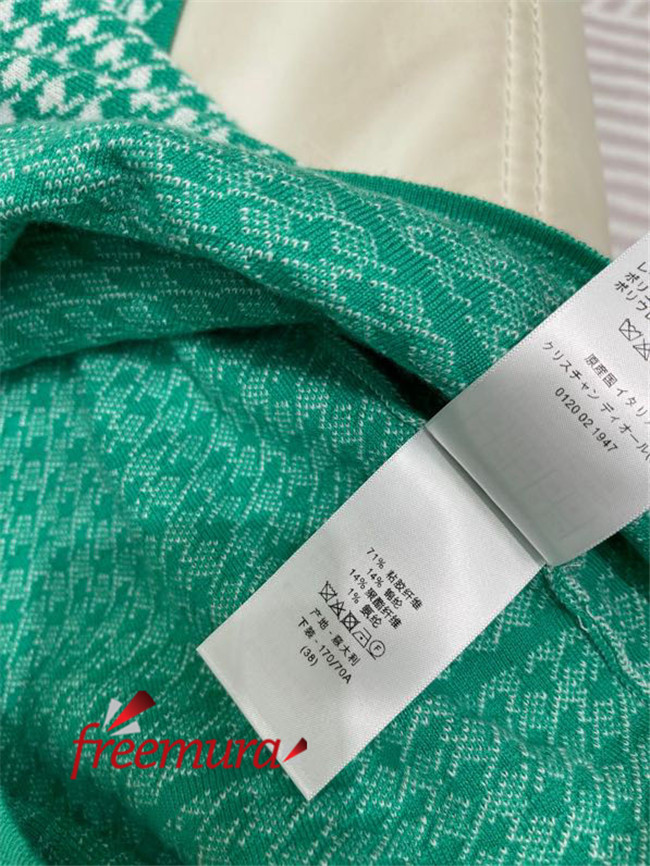 レ
ポリ
ポリウレ
原産国 イタリ
クリスチャン ディオール
0120 02 1947
71% 粘胶纤维
14% 锦纶
14% 聚酯纤维
1% 氨纶
F
产地 - 意大利
下装 - 170/70A
(38)
freemura